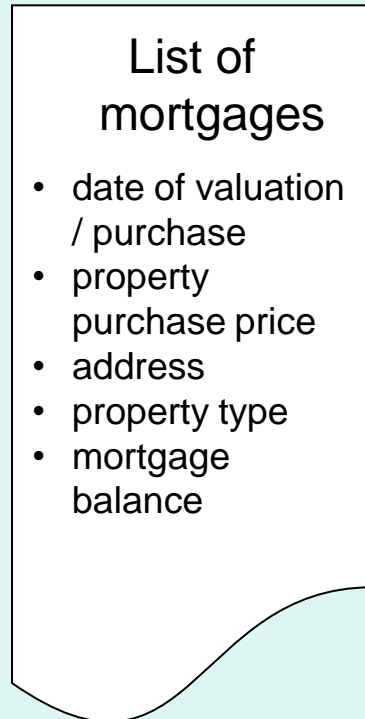 List of
mortgages
• date of valuation
/ purchase
• property
purchase price
• address
• property type
• mortgage
balance